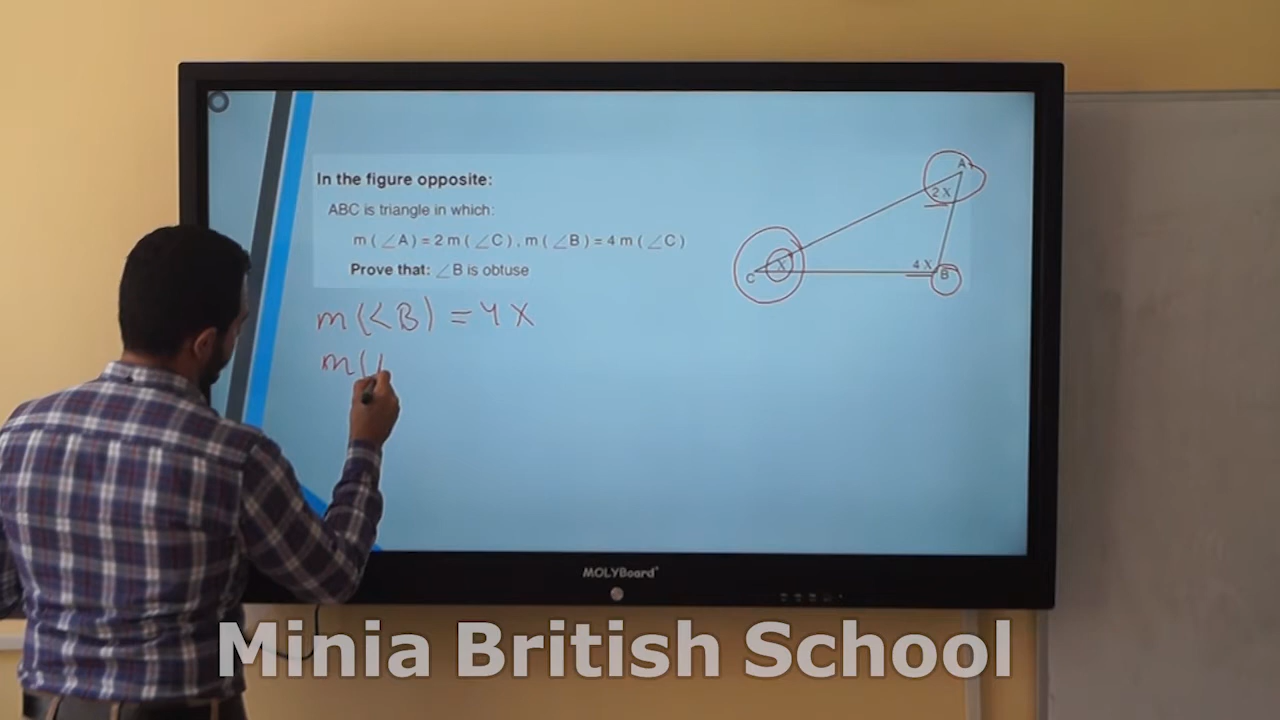 In the figure opposite:
ABC is triangle in which:
m ( ∠A ) = 2 m ( ∠C ) , m ( ∠B ) = 4 m ( ∠C )
Prove that: ∠B is obtuse
A
2 X
C
X
4 X
B
m (∠B) = 4 X
m (
MOLYBoard
Minia British School